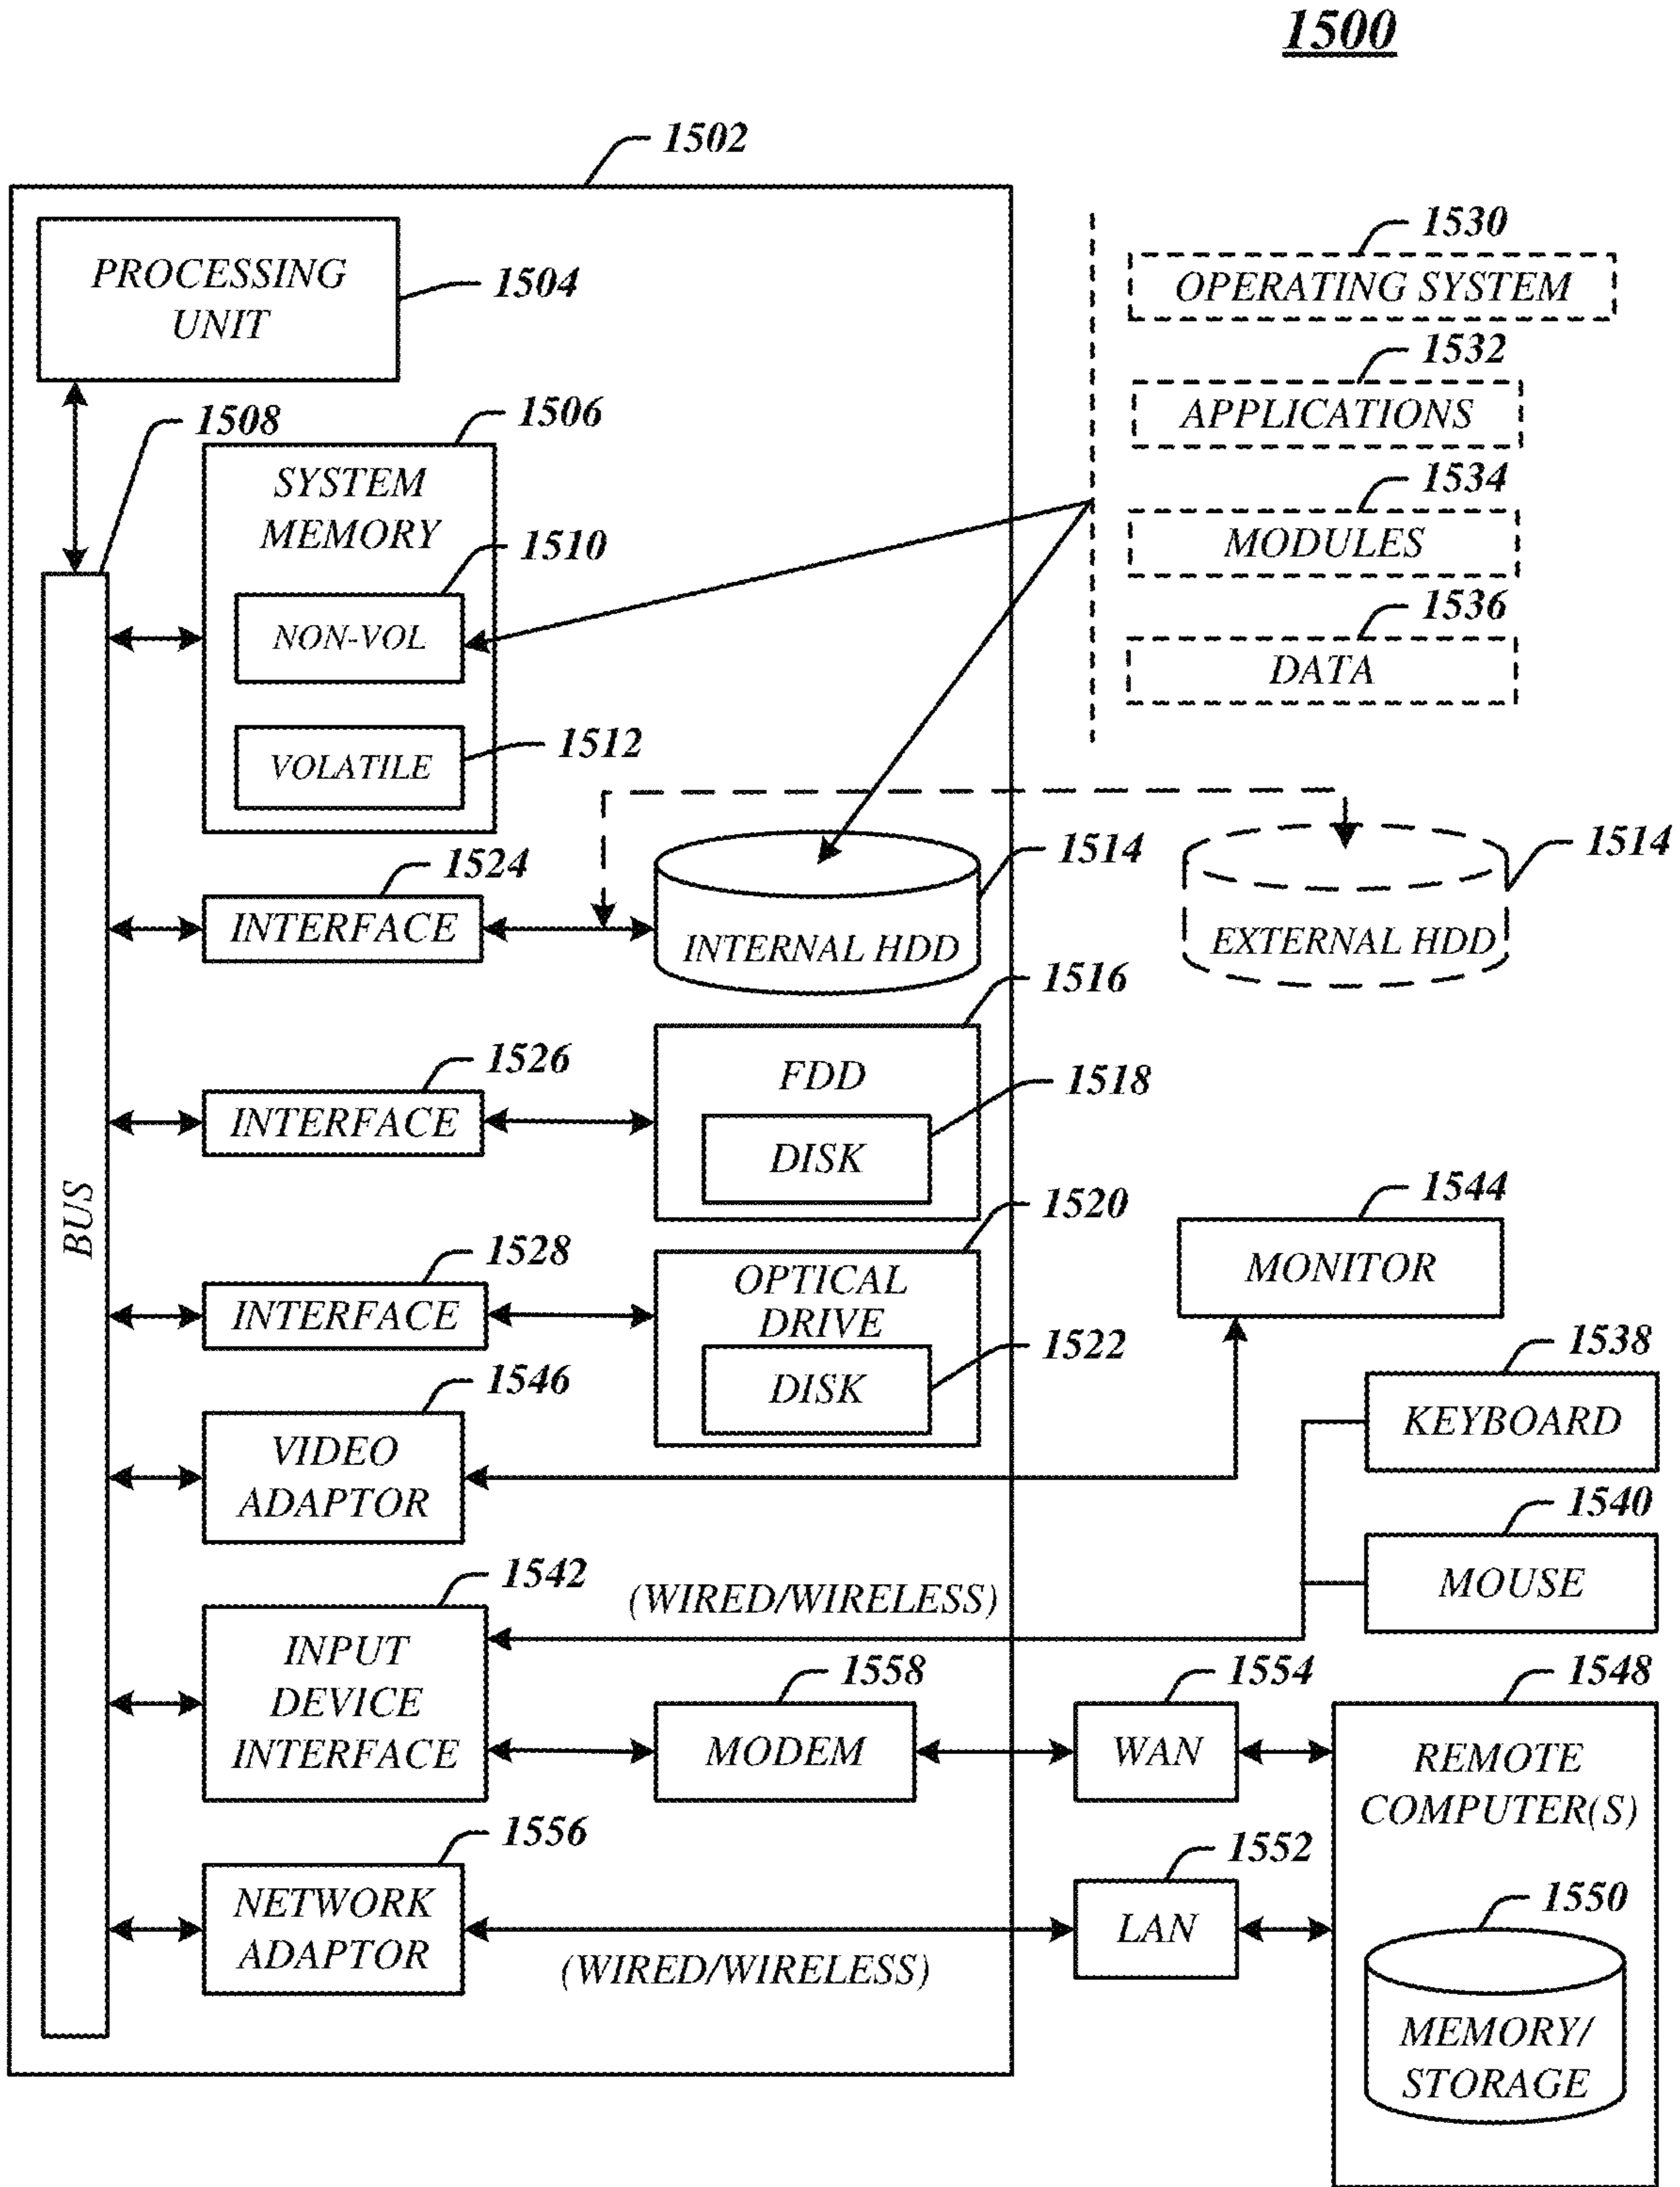 1500
1502
PROCESSING
UNIT
1504
1530
OPERATING SYSTEM
1532
APPLICATIONS
1534
MODULES
1536
DATA
1508
1506
SYSTEM
MEMORY
1510
NON-VOL
1512
VOLATILE
BUS
1524
INTERFACE
1514
INTERNAL HDD
1514
EXTERNAL HDD
1526
INTERFACE
1516
FDD
1518
DISK
1528
INTERFACE
1520
OPTICAL
DRIVE
1522
DISK
1544
MONITOR
1546
VIDEO
ADAPTOR
1538
KEYBOARD
1540
MOUSE
1542
INPUT
DEVICE
INTERFACE
(WIRED/WIRELESS)
1558
MODEM
1554
WAN
1548
REMOTE
COMPUTER(S)
1556
NETWORK
ADAPTOR
(WIRED/WIRELESS)
1552
LAN
1550
MEMORY/
STORAGE